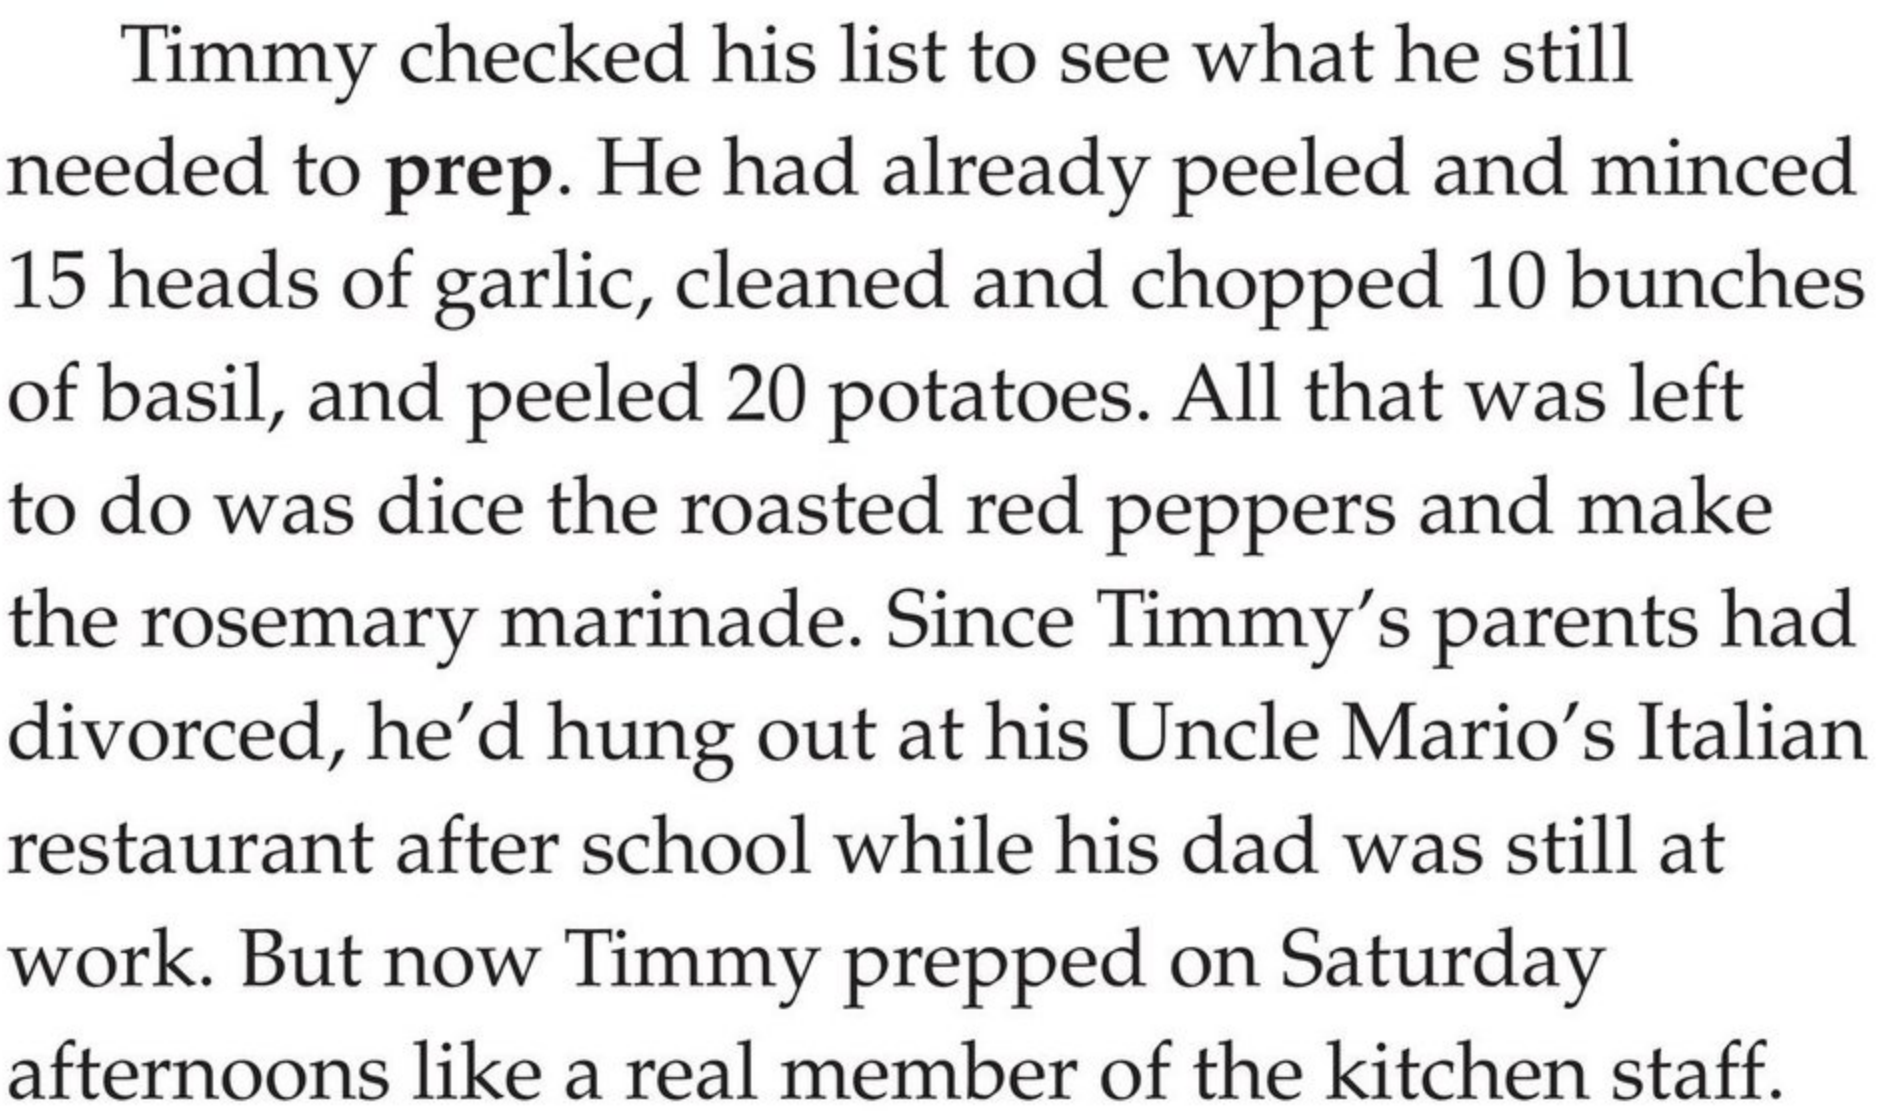 Timmy checked his list to see what he still
needed to prep. He had already peeled and minced
15 heads of garlic, cleaned and chopped 10 bunches
of basil, and peeled 20 potatoes. All that was left
to do was dice the roasted red peppers and make
the rosemary marinade. Since Timmy’s parents had
divorced, he’d hung out at his Uncle Mario’s Italian
restaurant after school while his dad was still at
work. But now Timmy prepped on Saturday
afternoons like a real member of the kitchen staff.